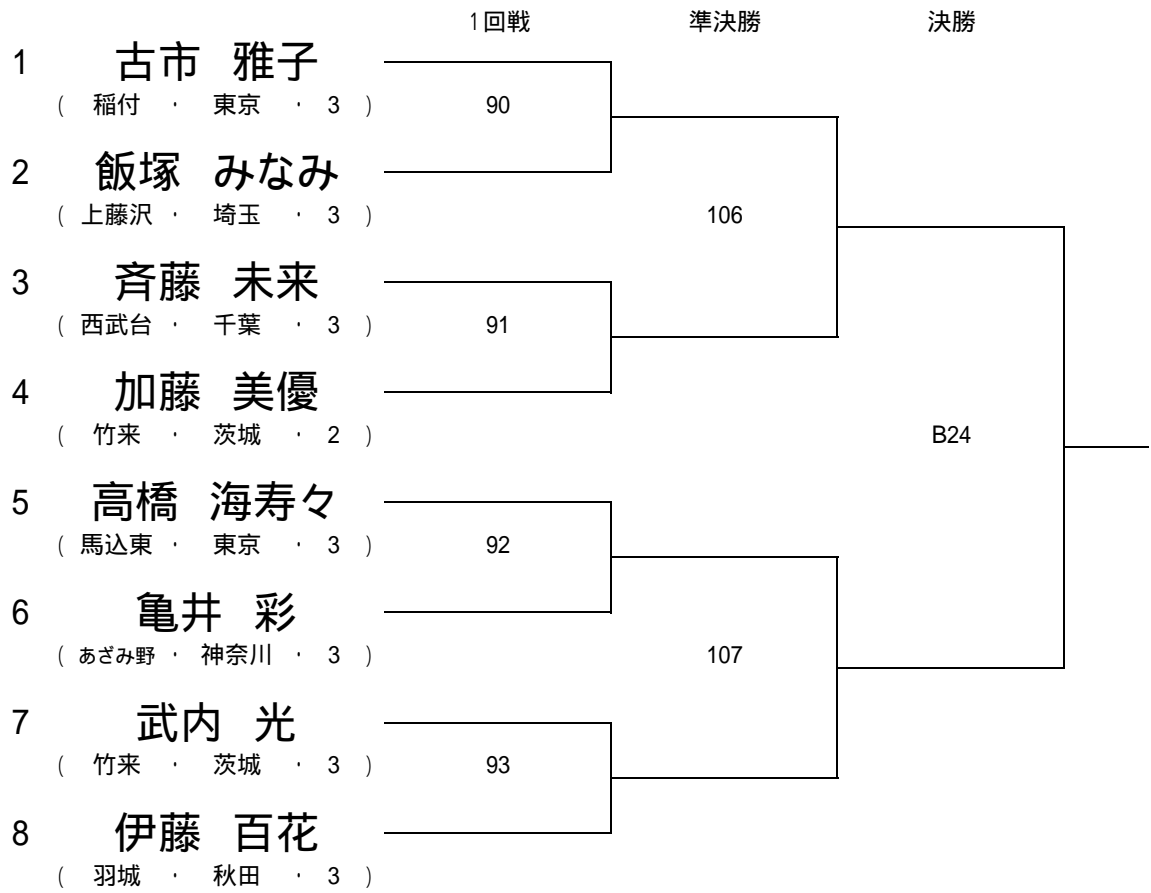 1回戦 準決勝 決勝
1 古市 雅子
( 稲付 ・ 東京 ・ 3 ) 90
2 飯塚 みなみ
( 上藤沢 ・ 埼玉 ・ 3 ) 106
3 斉藤 未来
( 西武台 ・ 千葉 ・ 3 ) 91
4 加藤 美優
( 竹来 ・ 茨城 ・ 2 ) B24
5 高橋 海寿々
( 馬込東 ・ 東京 ・ 3 ) 92
6 亀井 彩
( あざみ野 ・ 神奈川 ・ 3 ) 107
7 武内 光
( 竹来 ・ 茨城 ・ 3 ) 93
8 伊藤 百花
( 羽城 ・ 秋田 ・ 3 )